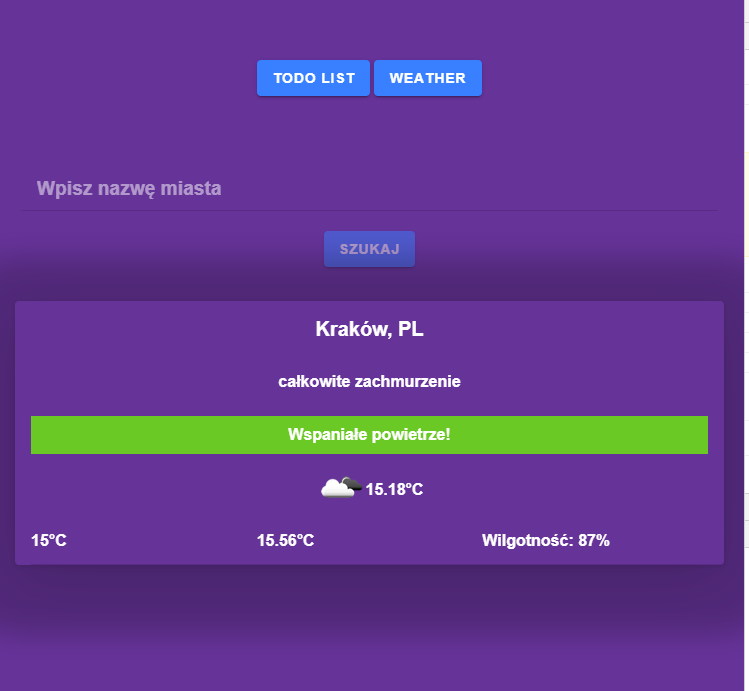 TODO LIST WEATHER
Wpisz nazwę miasta
SZUKAJ
Kraków, PL
całkowite zachmurzenie
Wspaniałe powietrze!
15.18°C
15°C 15.56°C Wilgotność: 87%